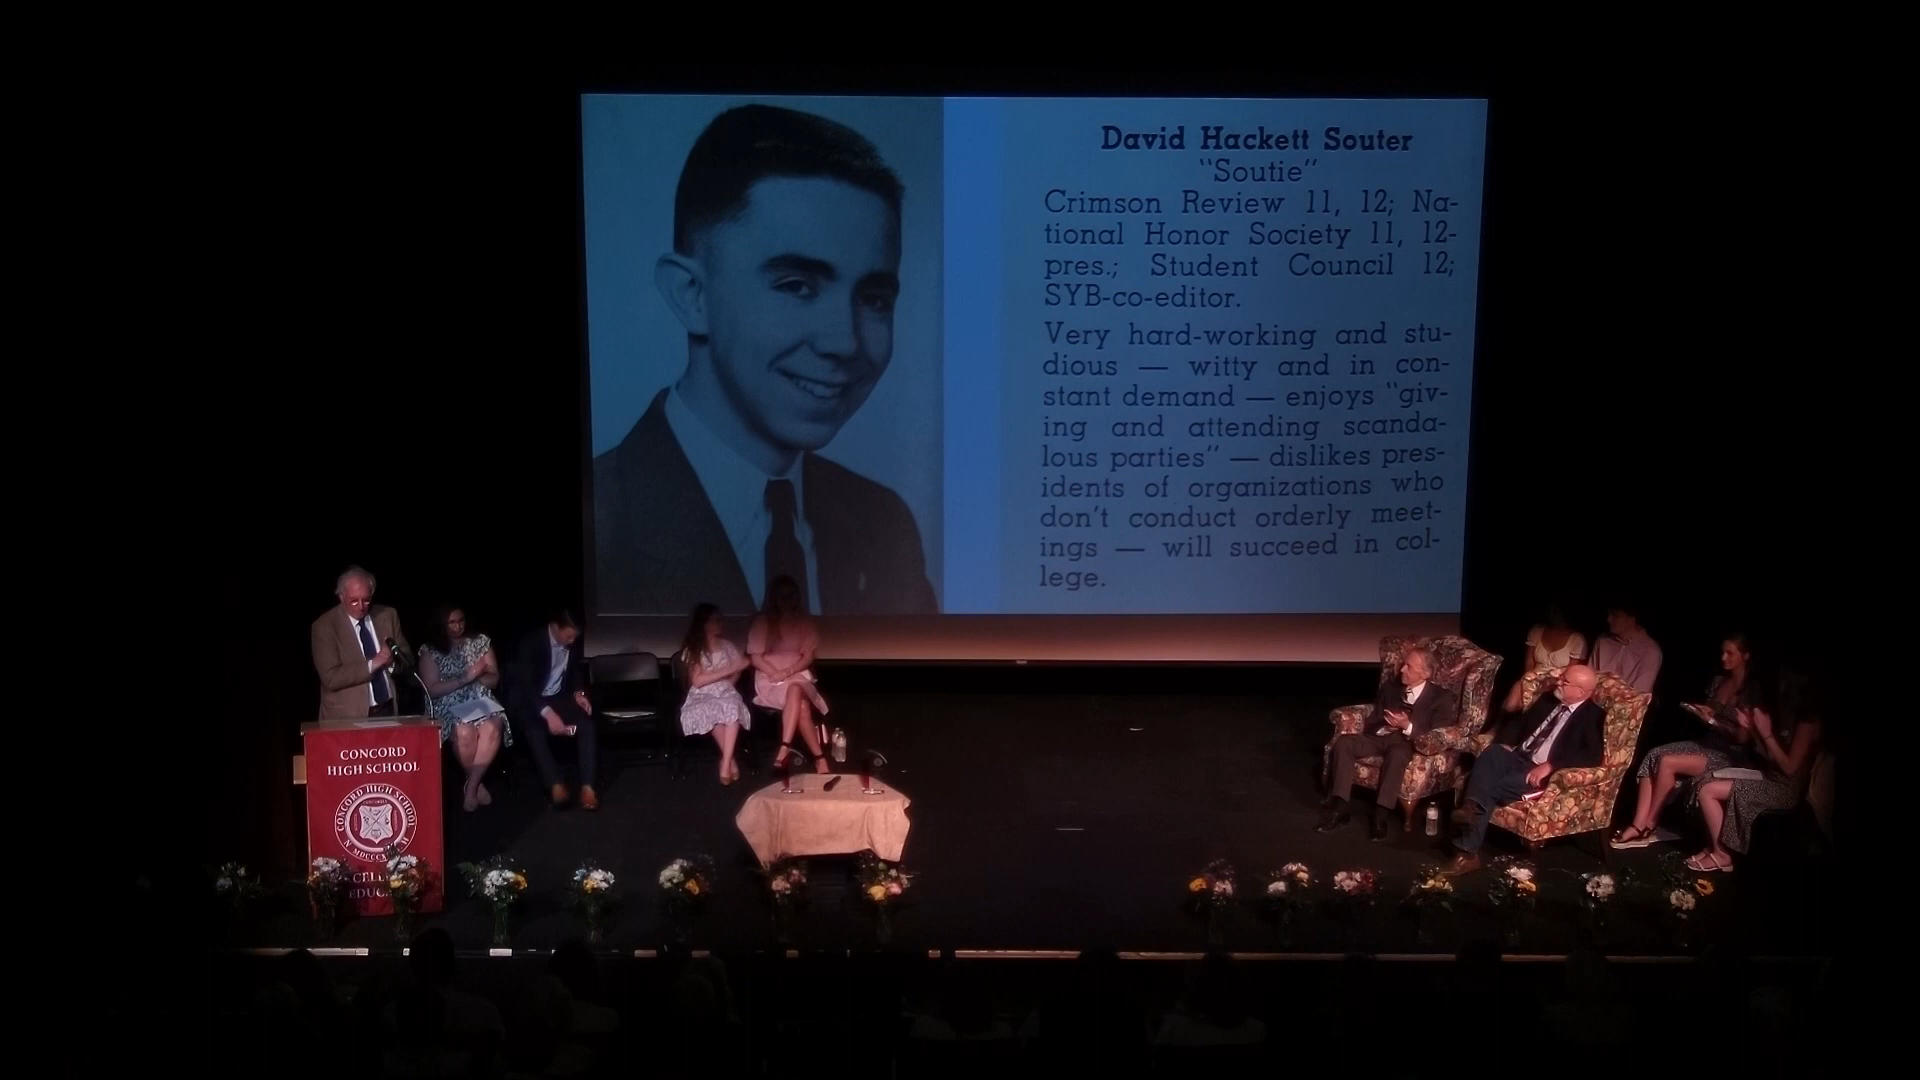 David Hackett Souter
"Soutie"
Crimson Review 11, 12; Na-
tional Honor Society 11, 12-
pres.; Student Council 12;
SYB-co-editor.
Very hard-working and stu-
dious — witty and in con-
stant demand — enjoys "giv-
ing and attending scanda-
lous parties" — dislikes pres-
idents of organizations who
don't conduct orderly meet-
ings — will succeed in col-
lege.
CONCORD
HIGH SCHOOL
CONCORD HIGH SCHOOL